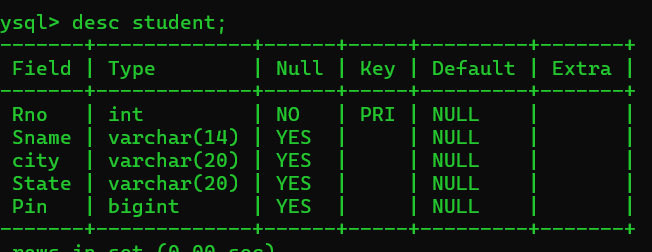 ysql> desc student;
-------+-------------+------+-----+---------+-------+
 Field | Type        | Null | Key | Default | Extra |
-------+-------------+------+-----+---------+-------+
 Rno   | int         | NO   | PRI | NULL    |       |
 Sname | varchar(14) | YES  |     | NULL    |       |
 city  | varchar(20) | YES  |     | NULL    |       |
 State | varchar(20) | YES  |     | NULL    |       |
 Pin   | bigint      | YES  |     | NULL    |       |
-------+-------------+------+-----+---------+-------+
 rows in set (0.00 sec)